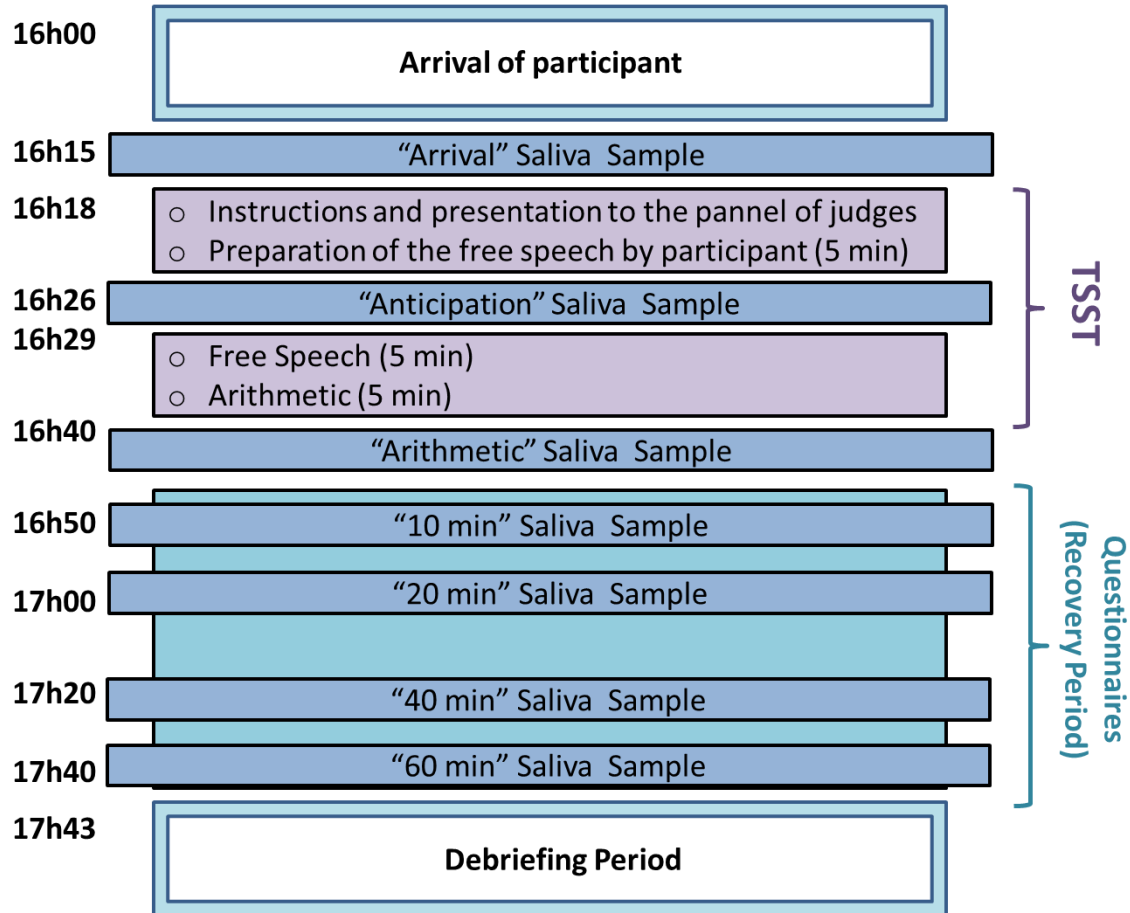 16h00
Arrival of participant
16h15
“Arrival” Saliva Sample
16h18
o Instructions and presentation to the pannel of judges
o Preparation of the free speech by participant (5 min)
16h26
“Anticipation” Saliva Sample
16h29
o Free Speech (5 min)
o Arithmetic (5 min)
TSST
16h40
“Arithmetic” Saliva Sample
16h50
“10 min” Saliva Sample
17h00
“20 min” Saliva Sample
17h20
“40 min” Saliva Sample
17h40
“60 min” Saliva Sample
Questionnaires
(Recovery Period)
17h43
Debriefing Period